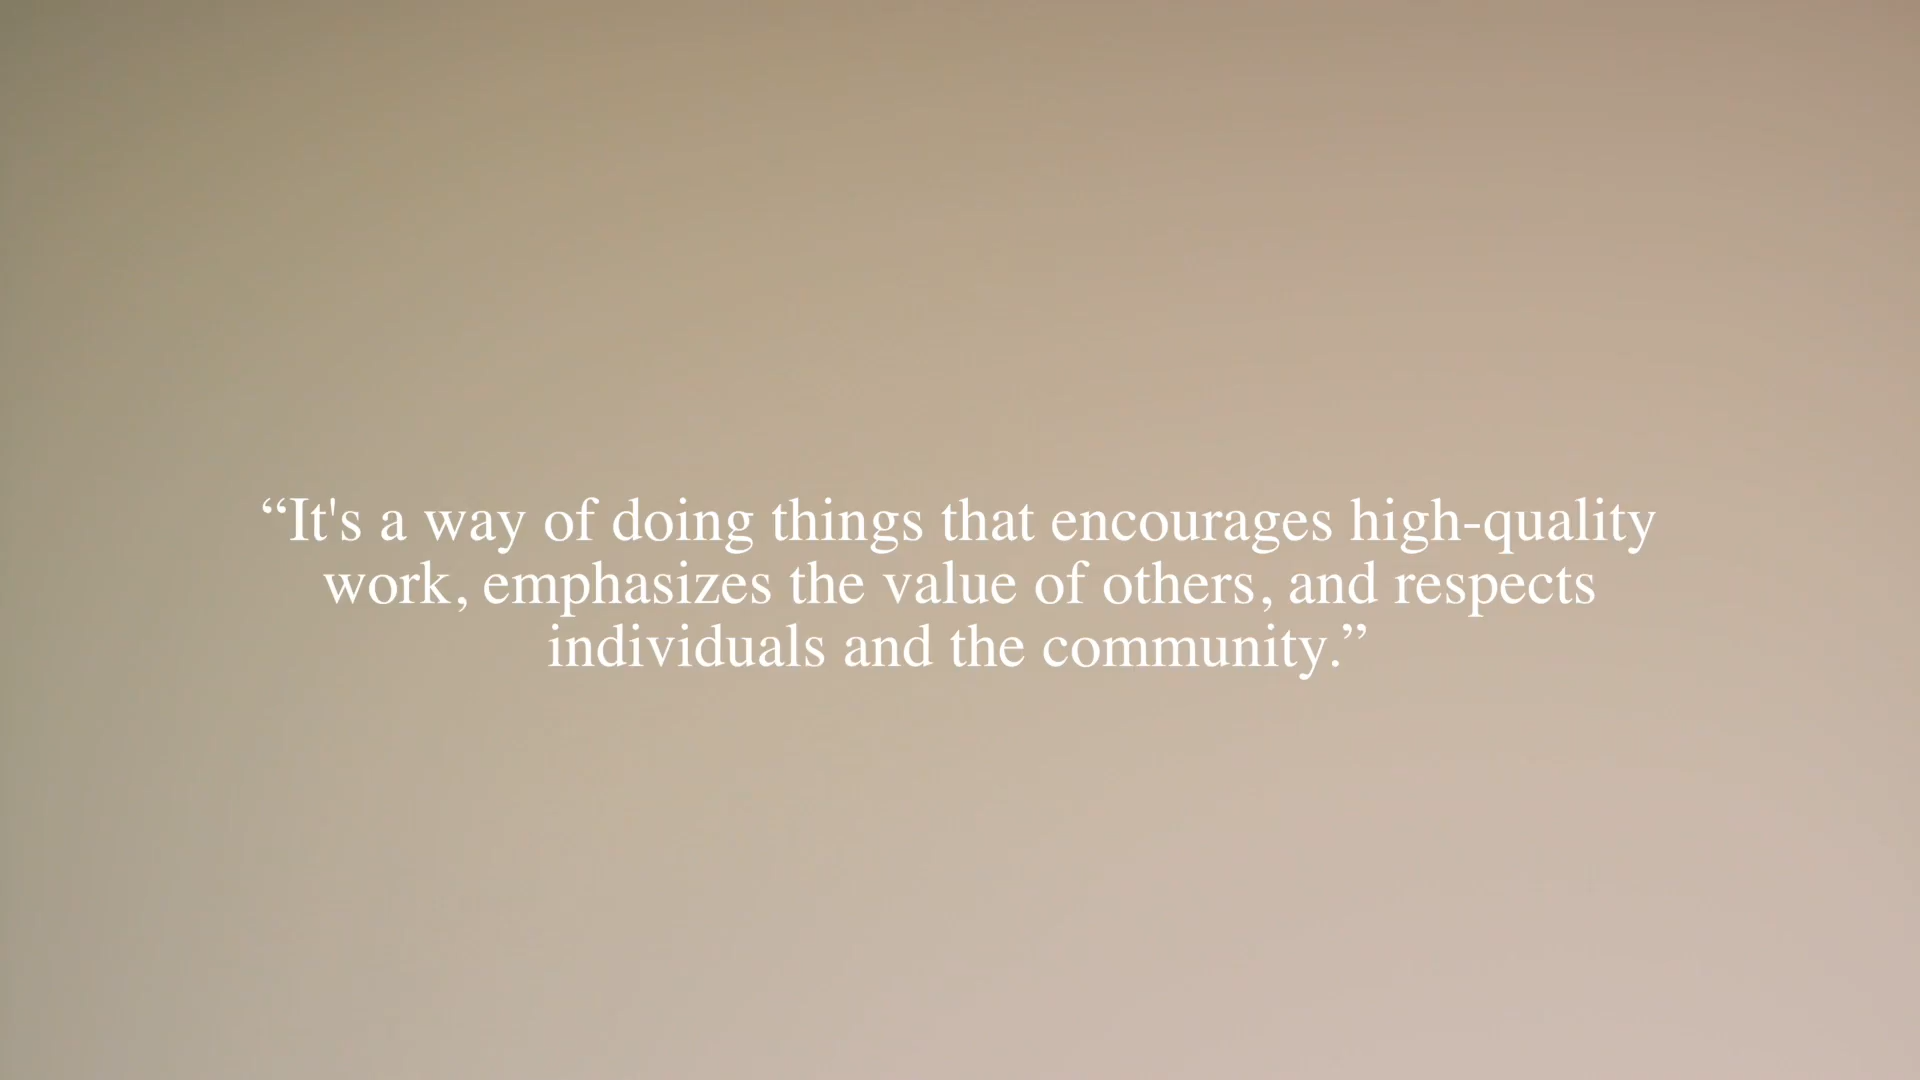 “It's a way of doing things that encourages high-quality
work, emphasizes the value of others, and respects
individuals and the community.”